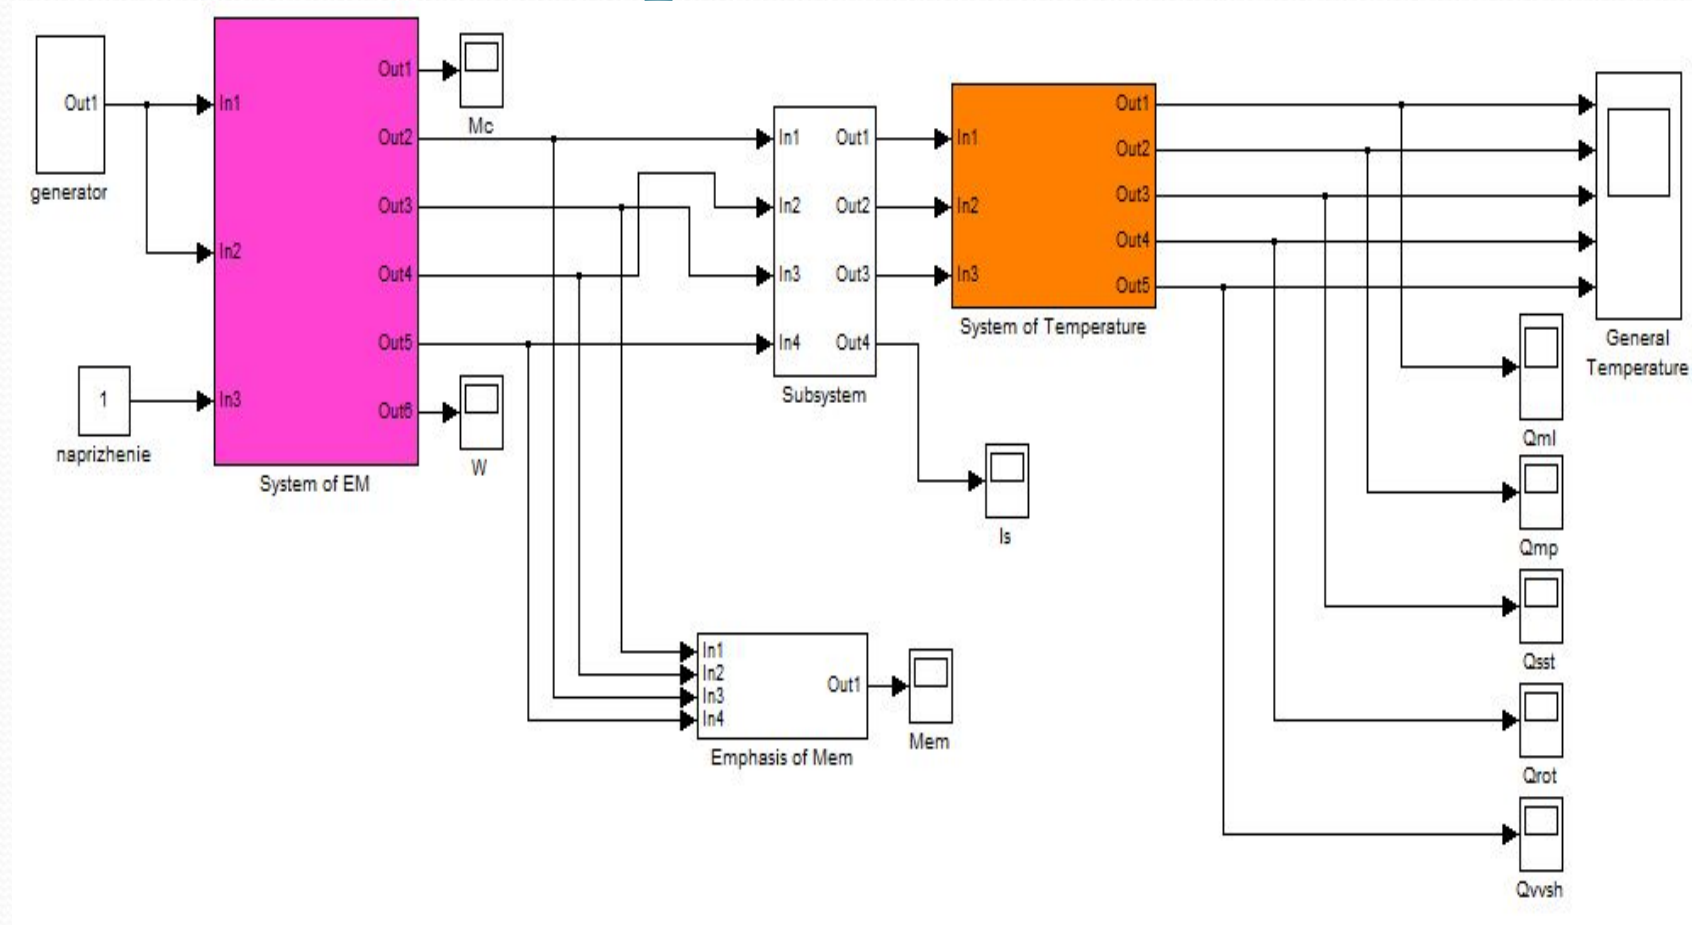 Out1
generator
1
naprizhenie
In1
In2
In3
Out1
Out2
Out3
Out4
Out5
Out6
System of EM
Mc
W
In1
In2
In3
In4
Out1
Out2
Out3
Out4
Subsystem
Is
In1
In2
In3
Out1
Out2
Out3
Out4
Out5
System of Temperature
General
Temperature
Qml
Qmp
Qsst
Qrot
Qvvsh
In1
In2
In3
In4
Out1
Emphasis of Mem
Mem